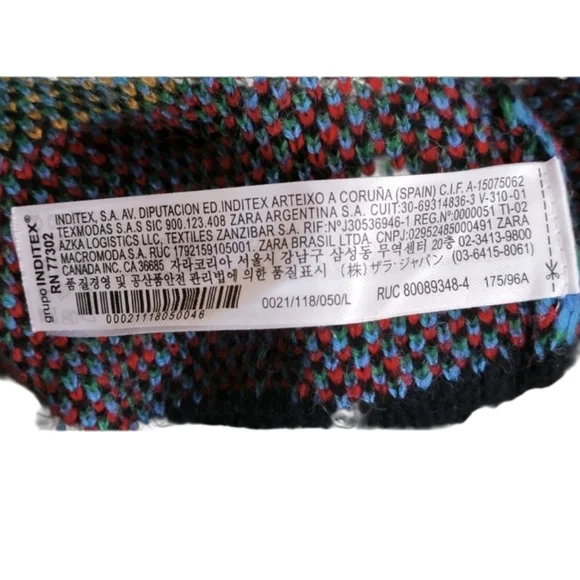 grupo INDITEX®
RN 77302
INDITEX, S.A. AV. DIPUTACION ED.INDITEX ARTEIXO A CORUÑA (SPAIN) C.I.F. A-15075062
TEXMODAS S.A.S SIC 900.123.408 ZARA ARGENTINA S.A. CUIT:30-69314836-3 V-310-01
AZKA LOGISTICS LLC, TEXTILES ZANZIBAR S.A. RIF:NºJ30536946-1 REG.Nº0000051 TI-02
MACROMODA S.A. RUC 1792159105001. ZARA BRASIL LTDA. CNPJ:02952485000491 ZARA
CANADA INC. CA 36685 자라코리아 서울시 강남구 삼성동 무역센터 20층 02-3413-9800
품질경영 및 공산품안전 관리법에 의한 품질표시 (株) ザラ・ジャパン (03-6415-8061)
00021118050046
0021/118/050/L
RUC 80089348-4
175/96A